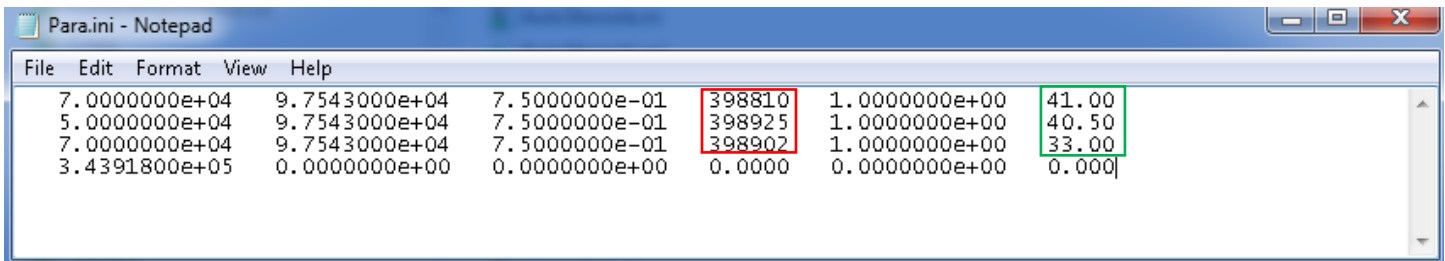 Para.ini - Notepad
File Edit Format View Help
7.0000000e+04 9.7543000e+04 7.5000000e-01 398810 1.0000000e+00 41.00
5.0000000e+04 9.7543000e+04 7.5000000e-01 398925 1.0000000e+00 40.50
7.0000000e+04 9.7543000e+04 7.5000000e-01 398902 1.0000000e+00 33.00
3.4391800e+05 0.0000000e+00 0.0000000e+00 0.0000 0.0000000e+00 0.000